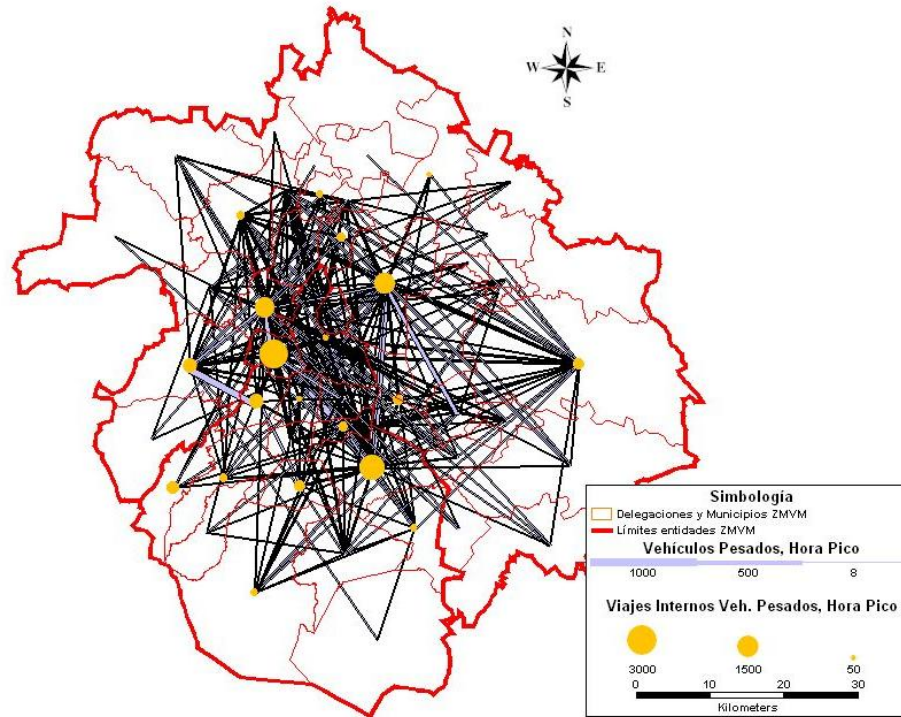 N
W E
S
Simbología
Delegaciones y Municipios ZMVM
Límites entidades ZMVM
Vehículos Pesados, Hora Pico
1000 500 8
Viajes Internos Veh. Pesados, Hora Pico
3000 1500 50
0 10 20 30
Kilometers